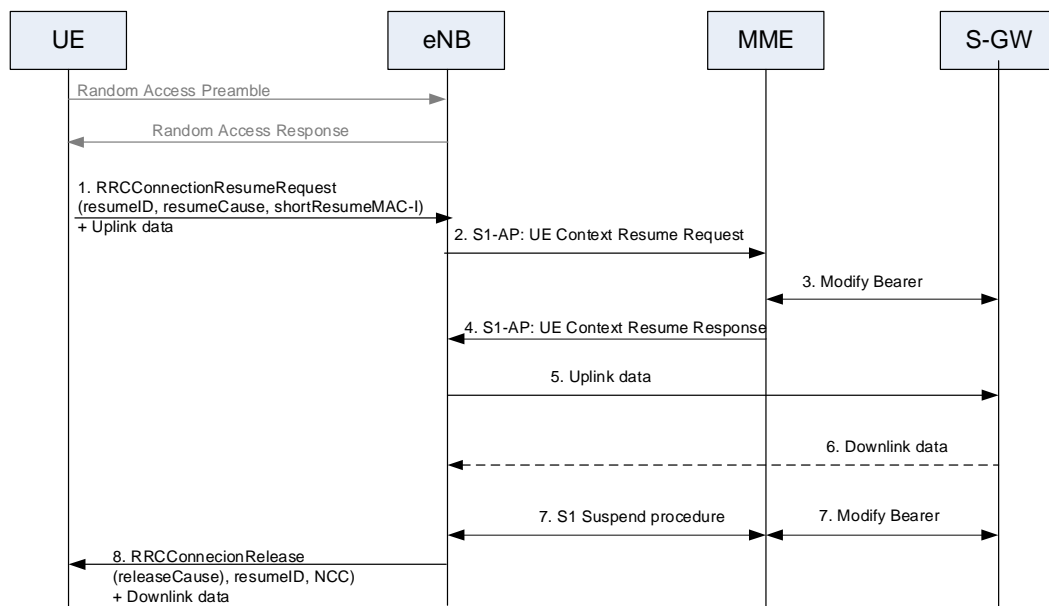 UE
eNB
MME
S-GW
Random Access Preamble
Random Access Response
1. RRCConnectionResumeRequest
(resumeID, resumeCause, shortResumeMAC-I)
+ Uplink data
2. S1-AP: UE Context Resume Request
3. Modify Bearer
4. S1-AP: UE Context Resume Response
5. Uplink data
6. Downlink data
7. S1 Suspend procedure
7. Modify Bearer
8. RRCConnecionRelease
(releaseCause), resumeID, NCC)
+ Downlink data